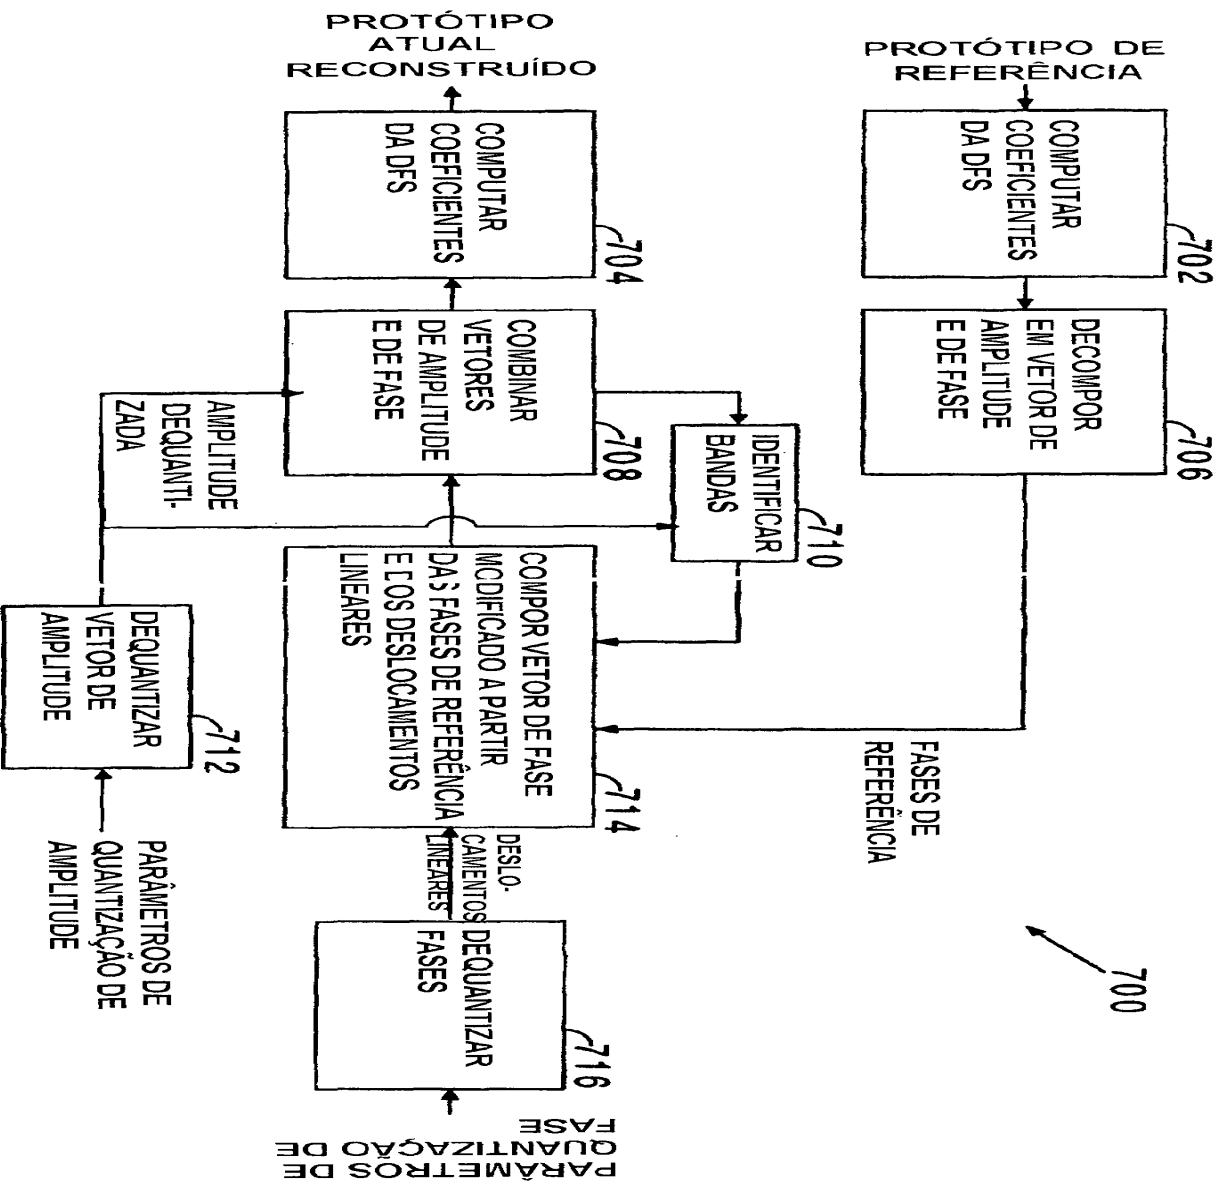 PROTÓTIPO
ATUAL
RECONSTRUÍDO
PROTÓTIPO DE
REFERÊNCIA
COMPUTAR
COEFICIENTES
DA DFS
702
DECOMPOR
EM VETOR DE
AMPLITUDE
E DE FASE
706
COMPUTAR
COEFICIENTES
DA DFS
704
COMBINAR
VETORES
DE AMPLITUDE
E DE FASE
708
IDENTIFICAR
BANDAS
710
AMPLITUDE
DEQUANTI-
ZADA
COMPOR VETOR DE FASE
MODIFICADO A PARTIR
DAS FASES DE REFERÊNCIA
E DOS DESLOCAMENTOS
LINEARES
714
FASES DE
REFERÊNCIA
DEQUANTIZAR
VETOR DE
AMPLITUDE
712
PARÂMETROS DE
QUANTIZAÇÃO DE
AMPLITUDE
DESLO-
CAMENTOS
LINEARES
DEQUANTIZAR
FASES
716
PARÂMETROS DE
QUANTIZAÇÃO DE
FASE
700